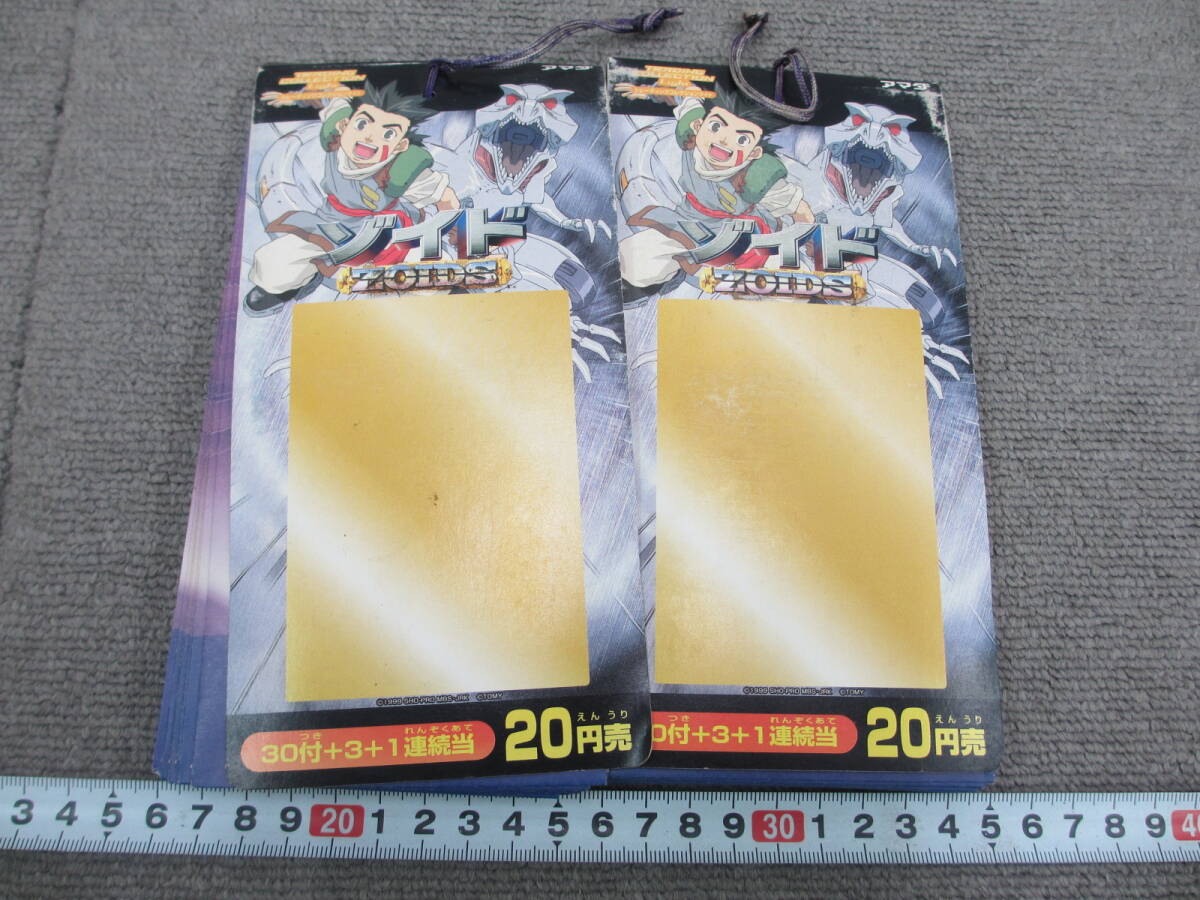 TRADING
COLLECTION
アマダ
ゾイド
ZOIDS
©1999 SHO-PRO・MBS・JRK ©TOMY
つき れんぞくあて
30付+3+1連続当
えんうり
20円売
TRADING
COLLECTION
アマダ
ゾイド
ZOIDS
©1999 SHO-PRO・MBS・JRK ©TOMY
つき れんぞくあて
0付+3+1連続当
えんうり
20円売
3 4 5 6 7 8 9 20 1 2 3 4 5 6 7 8 9 30 1 2 3 4 5 6 7 8 9 40